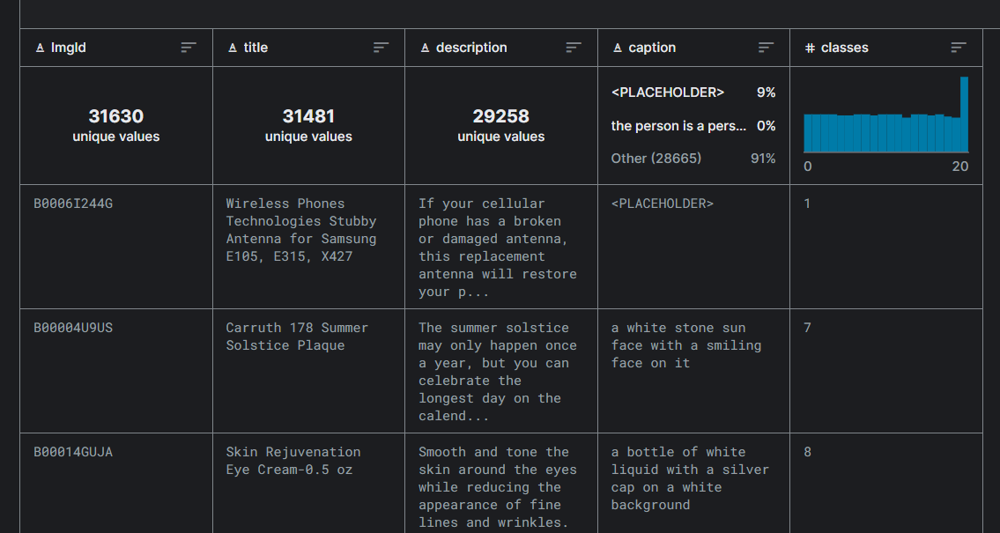 ImgId
title
description
caption
# classes
31630
unique values
31481
unique values
29258
unique values
<PLACEHOLDER> 9%
the person is a pers... 0%
Other (28665) 91%
0 20
B0006I244G
Wireless Phones
Technologies Stubby
Antenna for Samsung
E105, E315, X427
If your cellular
phone has a broken
or damaged antenna,
this replacement
antenna will restore
your p...
<PLACEHOLDER>
1
B00004U9US
Carruth 178 Summer
Solstice Plaque
The summer solstice
may only happen once
a year, but you can
celebrate the
longest day on the
calend...
a white stone sun
face with a smiling
face on it
7
B00014GUJA
Skin Rejuvenation
Eye Cream-0.5 oz
Smooth and tone the
skin around the eyes
while reducing the
appearance of fine
lines and wrinkles.
a bottle of white
liquid with a silver
cap on a white
background
8